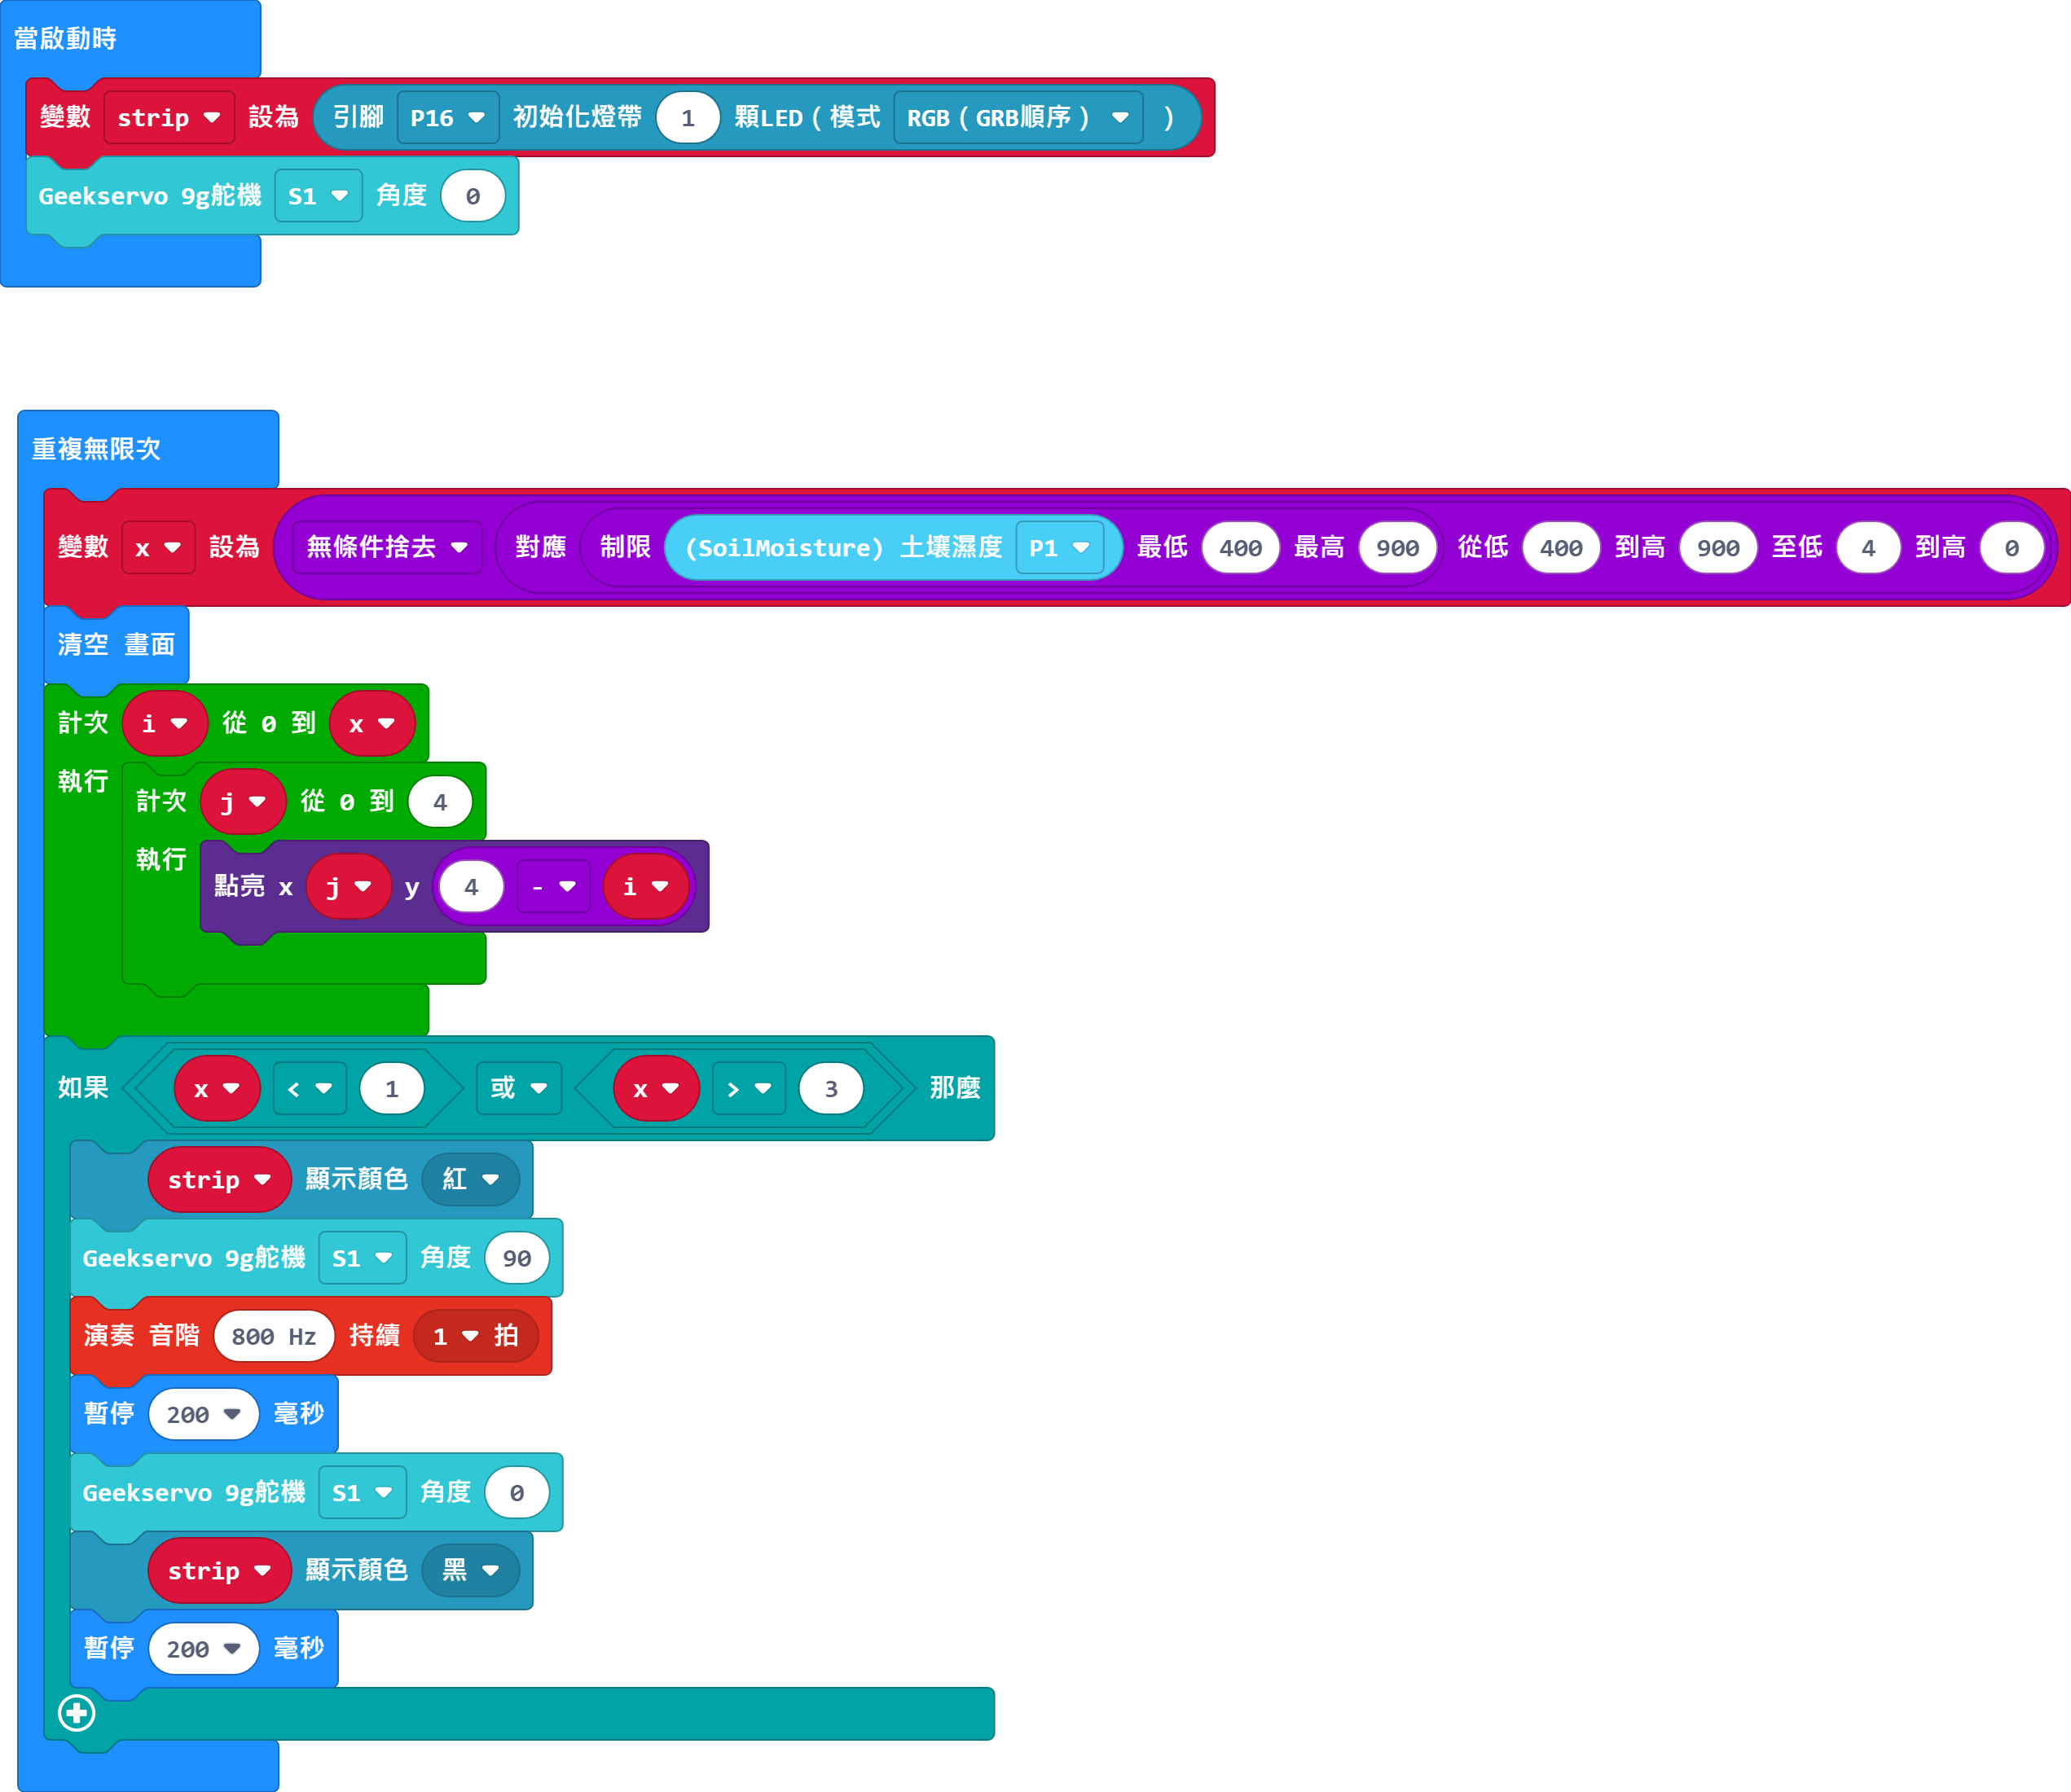 當啟動時
變數 strip 設為 引腳 P16 初始化燈帶 1 顆LED(模式 RGB(GRB順序) )
Geekservo 9g舵機 S1 角度 0
重複無限次
變數 x 設為 無條件捨去 對應 制限 (SoilMoisture) 土壤濕度 P1 最低 400 最高 900 從低 400 到高 900 至低 4 到高 0
清空 畫面
計次 i 從 0 到 x
執行
計次 j 從 0 到 4
執行
點亮 x j y 4 - i
如果 x < 1 或 x > 3 那麼
strip 顯示顏色 紅
Geekservo 9g舵機 S1 角度 90
演奏 音階 800 Hz 持續 1 拍
暫停 200 毫秒
Geekservo 9g舵機 S1 角度 0
strip 顯示顏色 黑
暫停 200 毫秒